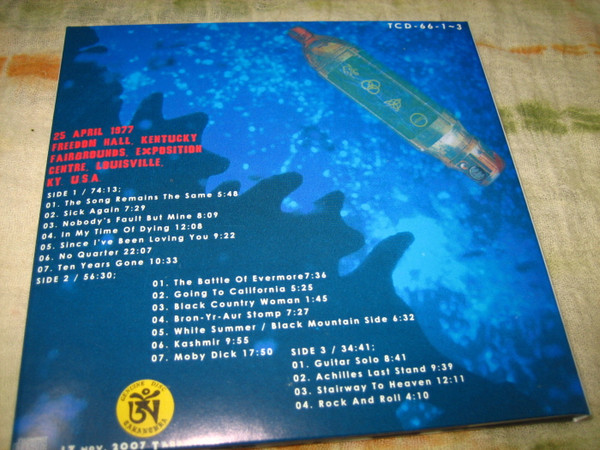 TCD-66-1~3
25 APRIL 1977
FREEDOM HALL, KENTUCKY
FAIRGROUNDS, EXPOSITION
CENTRE, LOUISVILLE,
KY, U.S.A.
SIDE 1 / 74:13;
01. The Song Remains The Same 5:48
02. Sick Again 7:29
03. Nobody's Fault But Mine 8:09
04. In My Time Of Dying 12:08
05. Since I've Been Loving You 9:22
06. No Quarter 22:07
07. Ten Years Gone 10:33
SIDE 2 / 56:30;
01. The Battle Of Evermore7:36
02. Going To California 5:25
03. Black Country Woman 1:45
04. Bron-Yr-Aur Stomp 7:27
05. White Summer / Black Mountain Side 6:32
06. Kashmir 9:55
07. Moby Dick 17:50
SIDE 3 / 34:41;
01. Guitar Solo 8:41
02. Achilles Last Stand 9:39
03. Stairway To Heaven 12:11
04. Rock And Roll 4:10
GENUINE DISC
ॐ
TARANTURA
Nov. 2007